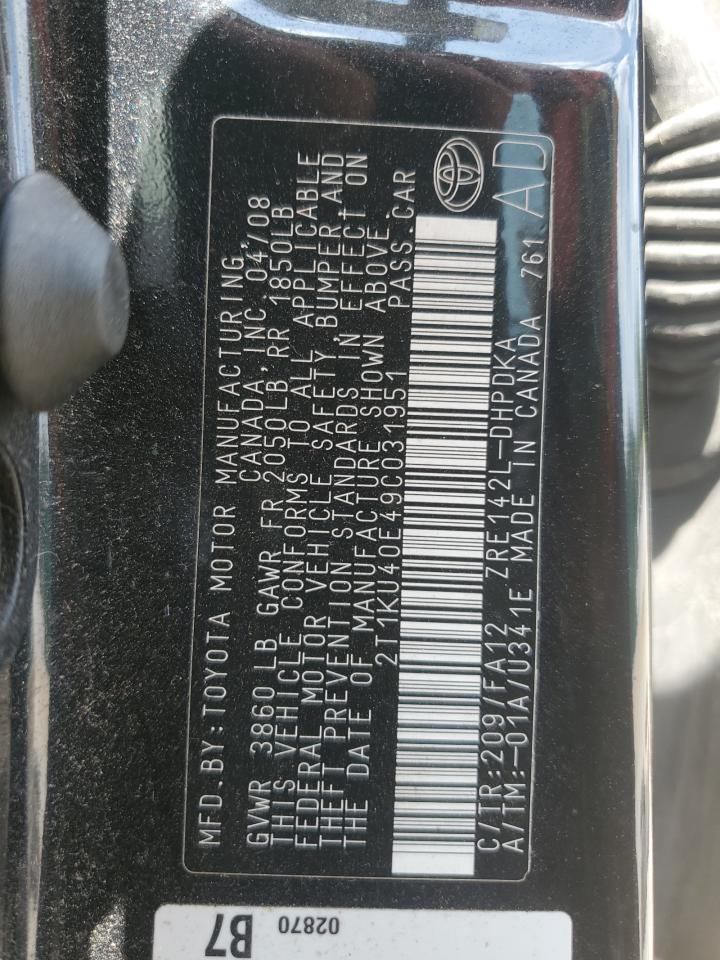 MFD.BY:TOYOTA MOTOR MANUFACTURING,
CANADA,INC. 04/08
GVWR 3860 LB GAWR FR 2050LB, RR 1850LB
THIS VEHICLE CONFORMS TO ALL APPLICABLE
FEDERAL MOTOR VEHICLE SAFETY, BUMPER, AND
THEFT PREVENTION STANDARDS IN EFFECT ON
THE DATE OF MANUFACTURE SHOWN ABOVE.
2T1KU40E49C031951 PASS.CAR
C/TR:209/FA12 ZRE142L-DHPDKA
A/TM:-01A/U341E MADE IN CANADA 761 AD
B7
02870